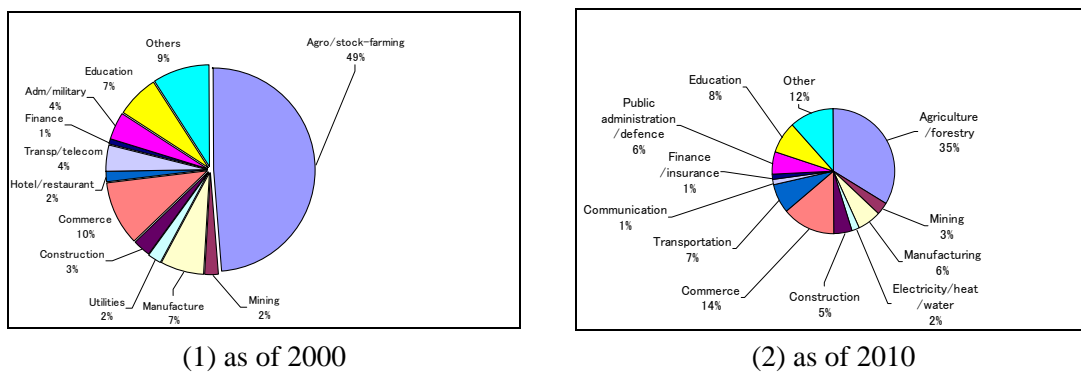 Others
9%
Agro/stock-farming
49%
Education
7%
Adm/military
4%
Finance
1%
Transp/telecom
4%
Hotel/restaurant
2%
Commerce
10%
Construction
3%
Utilities
2%
Manufacture
7%
Mining
2%
(1) as of 2000
Education
8%
Other
12%
Public
administration
/defence
6%
Agriculture
/forestry
35%
Finance
/insurance
1%
Communication
1%
Mining
3%
Transportation
7%
Manufacturing
6%
Commerce
14%
Construction
5%
Electricity/heat
/water
2%
(2) as of 2010